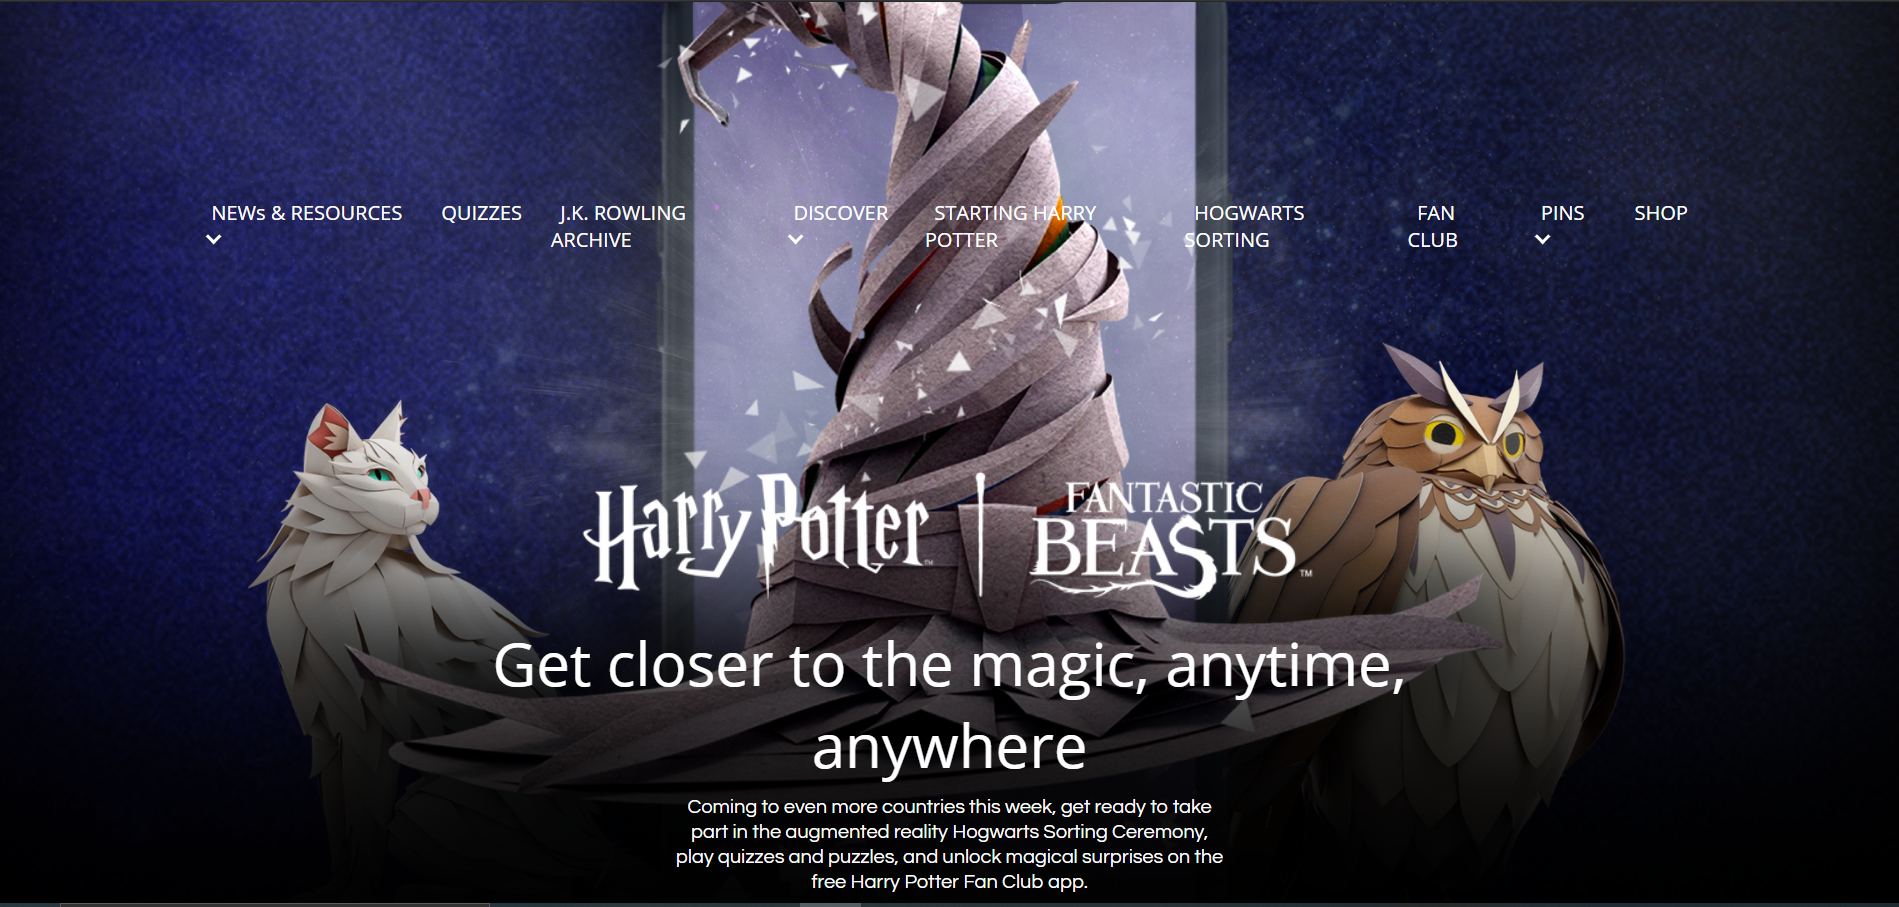 NEWs & RESOURCES
QUIZZES
J.K. ROWLING
ARCHIVE
DISCOVER
STARTING HARRY
POTTER
HOGWARTS
SORTING
FAN
CLUB
PINS
SHOP
Harry Potter™
FANTASTIC
BEASTS™
Get closer to the magic, anytime,
anywhere
Coming to even more countries this week, get ready to take
part in the augmented reality Hogwarts Sorting Ceremony,
play quizzes and puzzles, and unlock magical surprises on the
free Harry Potter Fan Club app.